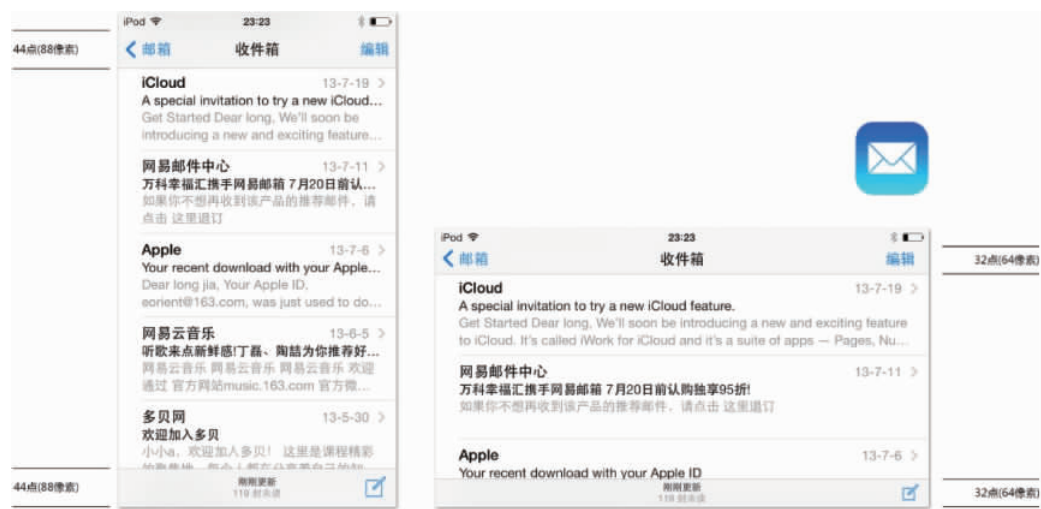 44点(88像素)
iPod 23:23
邮箱 收件箱 编辑
iCloud 13-7-19
A special invitation to try a new iCloud...
Get Started Dear long, We'll soon be
introducing a new and exciting feature...
网易邮件中心 13-7-11
万科幸福汇携手网易邮箱 7月20日前认...
如果你不想再收到该产品的推荐邮件，请
点击 这里退订
Apple 13-7-6
Your recent download with your Apple...
Dear long jia, Your Apple ID,
eorient@163.com, was just used to do...
网易云音乐 13-6-5
听歌来点新鲜感!丁磊、陶喆为你推荐好...
网易云音乐 网易云音乐 网易云音乐 欢迎
通过 官方网站music.163.com 官方微...
多贝网 13-5-30
欢迎加入多贝
小小a，欢迎加入多贝！ 这里是课程精彩
刚刚更新
119 封未读
44点(88像素)
iPod 23:23
邮箱 收件箱 编辑
32点(64像素)
iCloud 13-7-19
A special invitation to try a new iCloud feature.
Get Started Dear long, We'll soon be introducing a new and exciting feature
to iCloud. It's called iWork for iCloud and it's a suite of apps — Pages, Nu...
网易邮件中心 13-7-11
万科幸福汇携手网易邮箱 7月20日前认购独享95折!
如果你不想再收到该产品的推荐邮件，请点击 这里退订
Apple 13-7-6
Your recent download with your Apple ID
刚刚更新
119 封未读
32点(64像素)